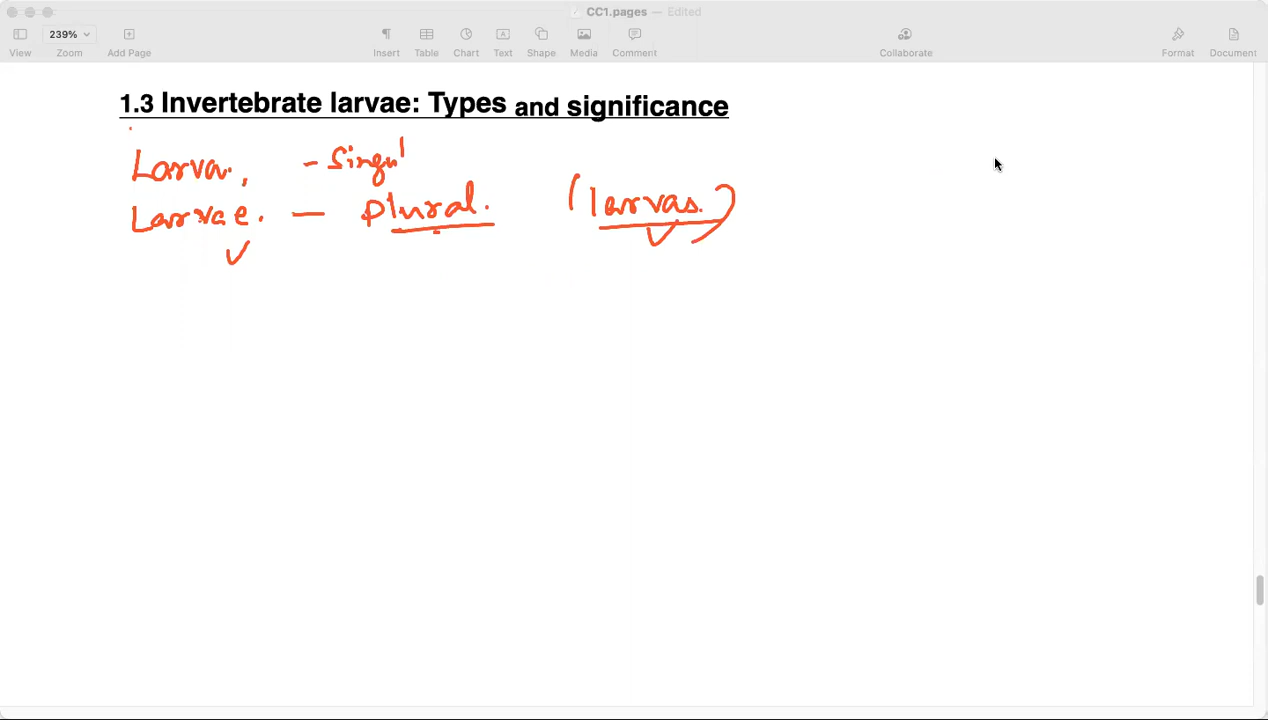 CC1.pages — Edited
239%
View Zoom Add Page Insert Table Chart Text Shape Media Comment Collaborate Format Document
1.3 Invertebrate larvae: Types and significance
Larva, - Singul
Larvae. — Plural. (larvas.)